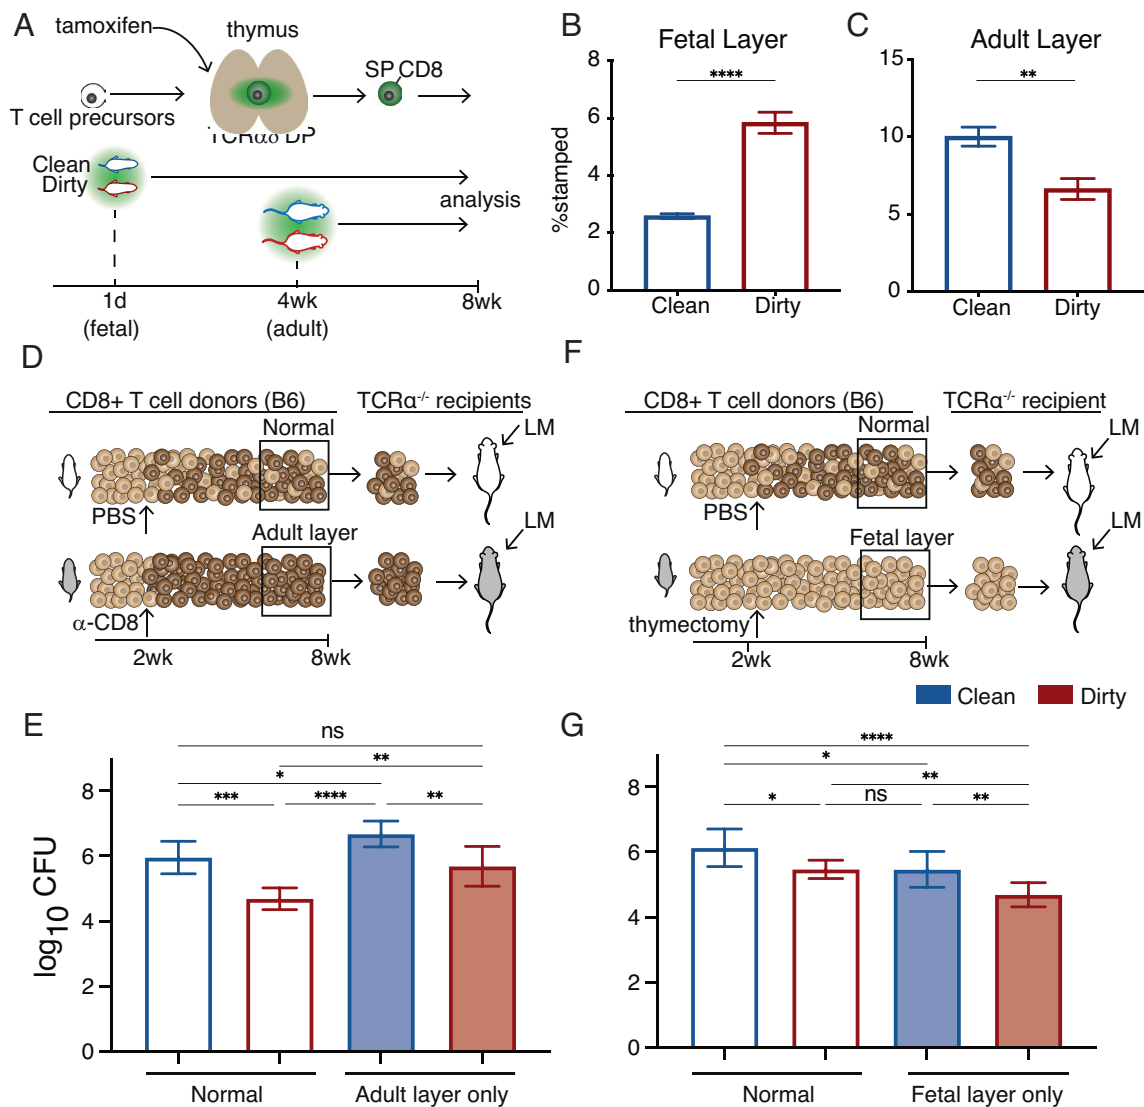 A
tamoxifen
thymus
SP CD8
T cell precursors
Clean
Dirty
analysis
1d
(fetal)
4wk
(adult)
8wk
B
Fetal Layer
****
%stamped
8
6
4
2
0
Clean
Dirty
C
Adult Layer
**
15
10
5
0
Clean
Dirty
D
CD8+ T cell donors (B6)
TCRα-/- recipients
Normal
LM
PBS
Adult layer
LM
α-CD8
2wk
8wk
F
CD8+ T cell donors (B6)
TCRα-/- recipient
Normal
LM
PBS
Fetal layer
LM
thymectomy
2wk
8wk
Clean
Dirty
E
ns
**
*
***
****
**
log10 CFU
8
6
4
2
0
Normal
Adult layer only
G
****
*
**
*
ns
**
8
6
4
2
0
Normal
Fetal layer only